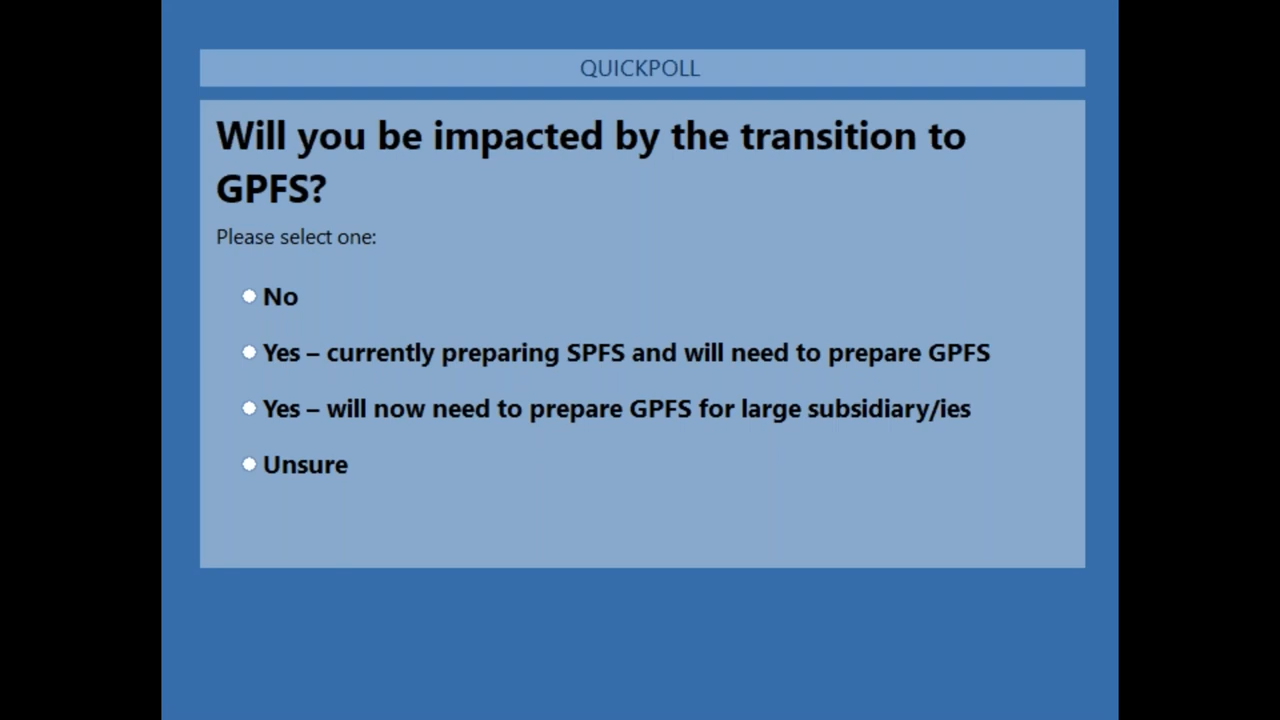 QUICKPOLL
Will you be impacted by the transition to
GPFS?
Please select one:
No
Yes – currently preparing SPFS and will need to prepare GPFS
Yes – will now need to prepare GPFS for large subsidiary/ies
Unsure